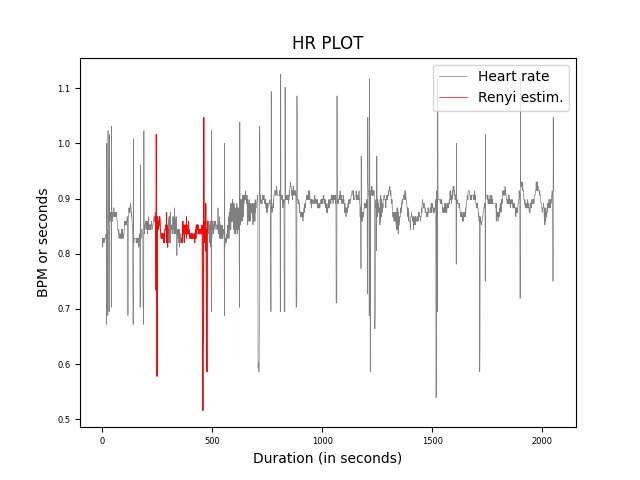 HR PLOT
Heart rate
Renyi estim.
BPM or seconds
1.1
1.0
0.9
0.8
0.7
0.6
0.5
0
500
1000
1500
2000
Duration (in seconds)